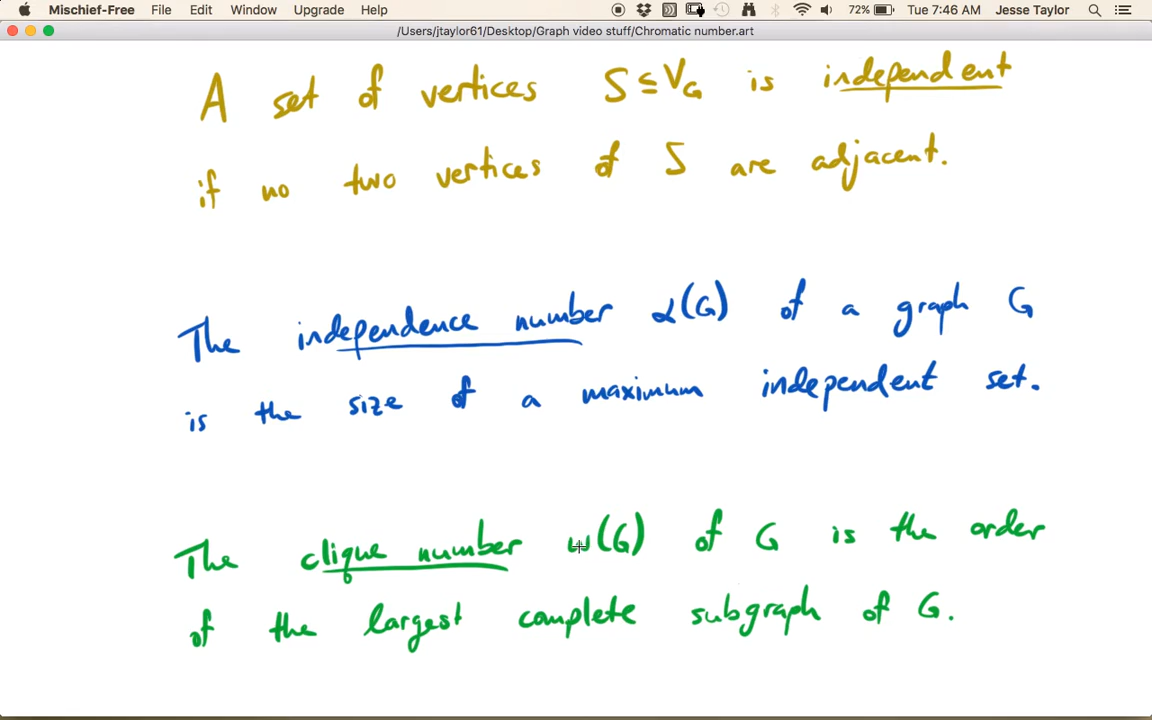 Mischief-Free File Edit Window Upgrade Help 72% Tue 7:46 AM Jesse Taylor
/Users/jtaylor61/Desktop/Graph video stuff/Chromatic number.art
A set of vertices S ⊆ V_G is independent
if no two vertices of S are adjacent.
The independence number α(G) of a graph G
is the size of a maximum independent set.
The clique number ω(G) of G is the order
of the largest complete subgraph of G.